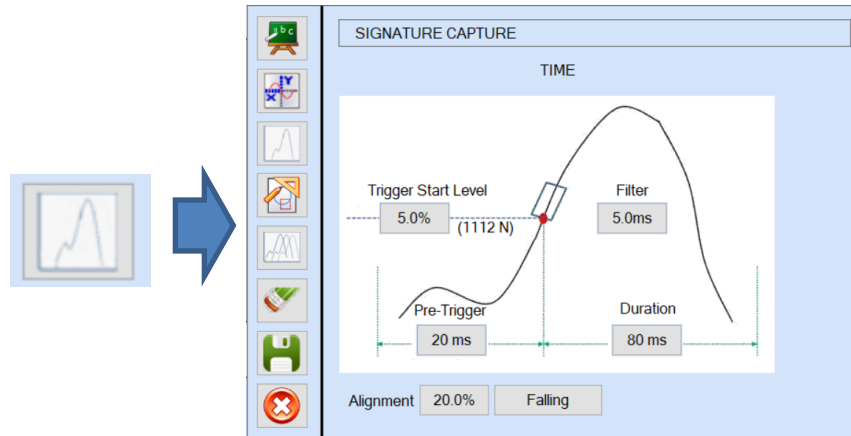 abc
Y
X
SIGNATURE CAPTURE
TIME
Trigger Start Level
5.0%
(1112 N)
Filter
5.0ms
Pre-Trigger
20 ms
Duration
80 ms
Alignment 20.0% Falling